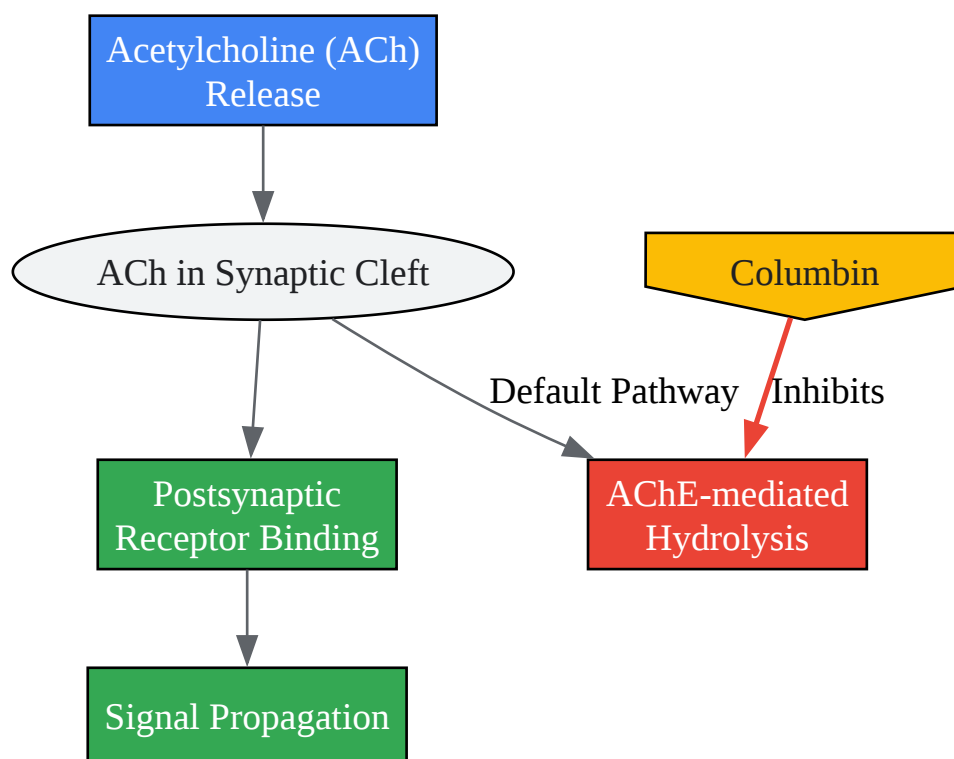 Acetylcholine (ACh)
Release
ACh in Synaptic Cleft
Columbin
Default Pathway
Inhibits
Postsynaptic
Receptor Binding
AChE-mediated
Hydrolysis
Signal Propagation